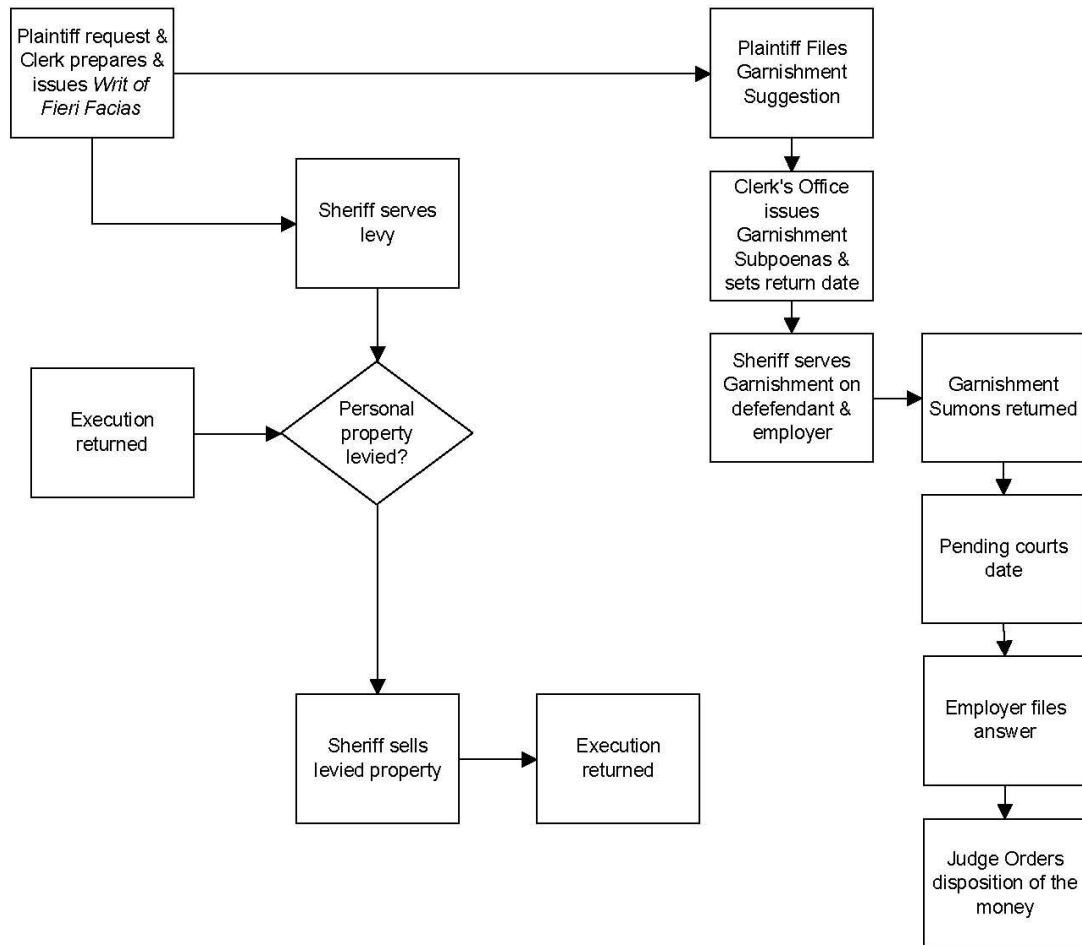 Plaintiff request &
Clerk prepares &
issues Writ of
Fieri Facias
Plaintiff Files
Garnishment
Suggestion
Sheriff serves
levy
Clerk's Office
issues
Garnishment
Subpoenas &
sets return date
Execution
returned
Personal
property
levied?
Sheriff serves
Garnishment on
defefendant &
employer
Garnishment
Sumons returned
Pending courts
date
Sheriff sells
levied property
Execution
returned
Employer files
answer
Judge Orders
disposition of the
money